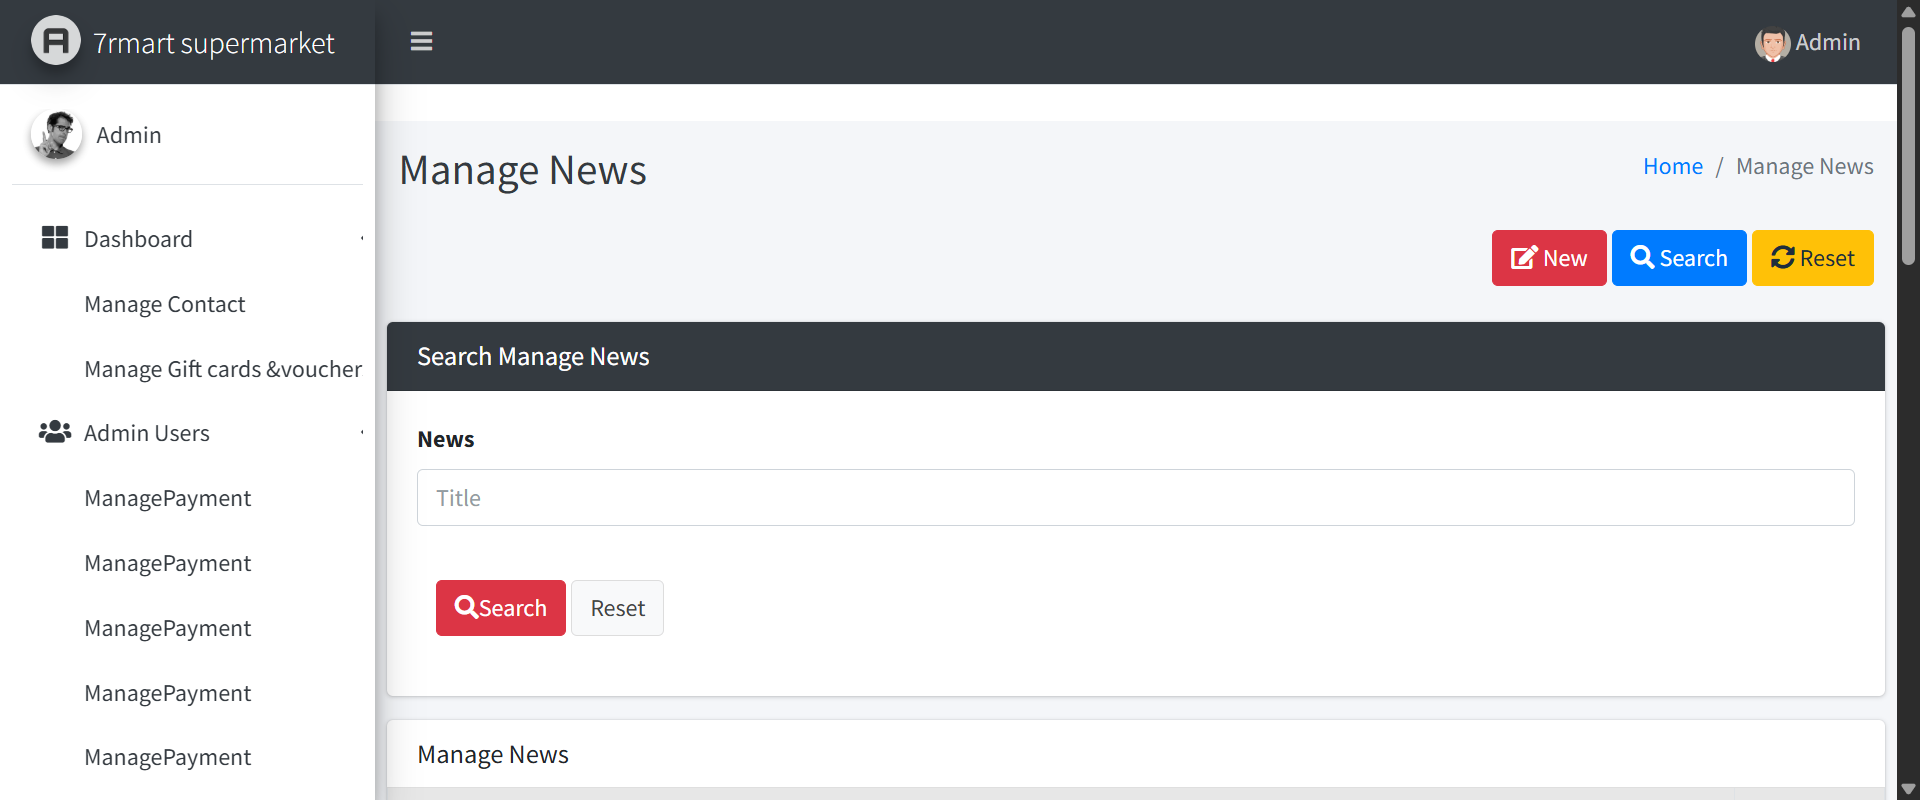 7rmart supermarket
Admin
Admin
Dashboard
Manage Contact
Manage Gift cards &voucher
Admin Users
ManagePayment
ManagePayment
ManagePayment
ManagePayment
ManagePayment
Manage News
Home / Manage News
New Search Reset
Search Manage News
News
Title
Search Reset
Manage News